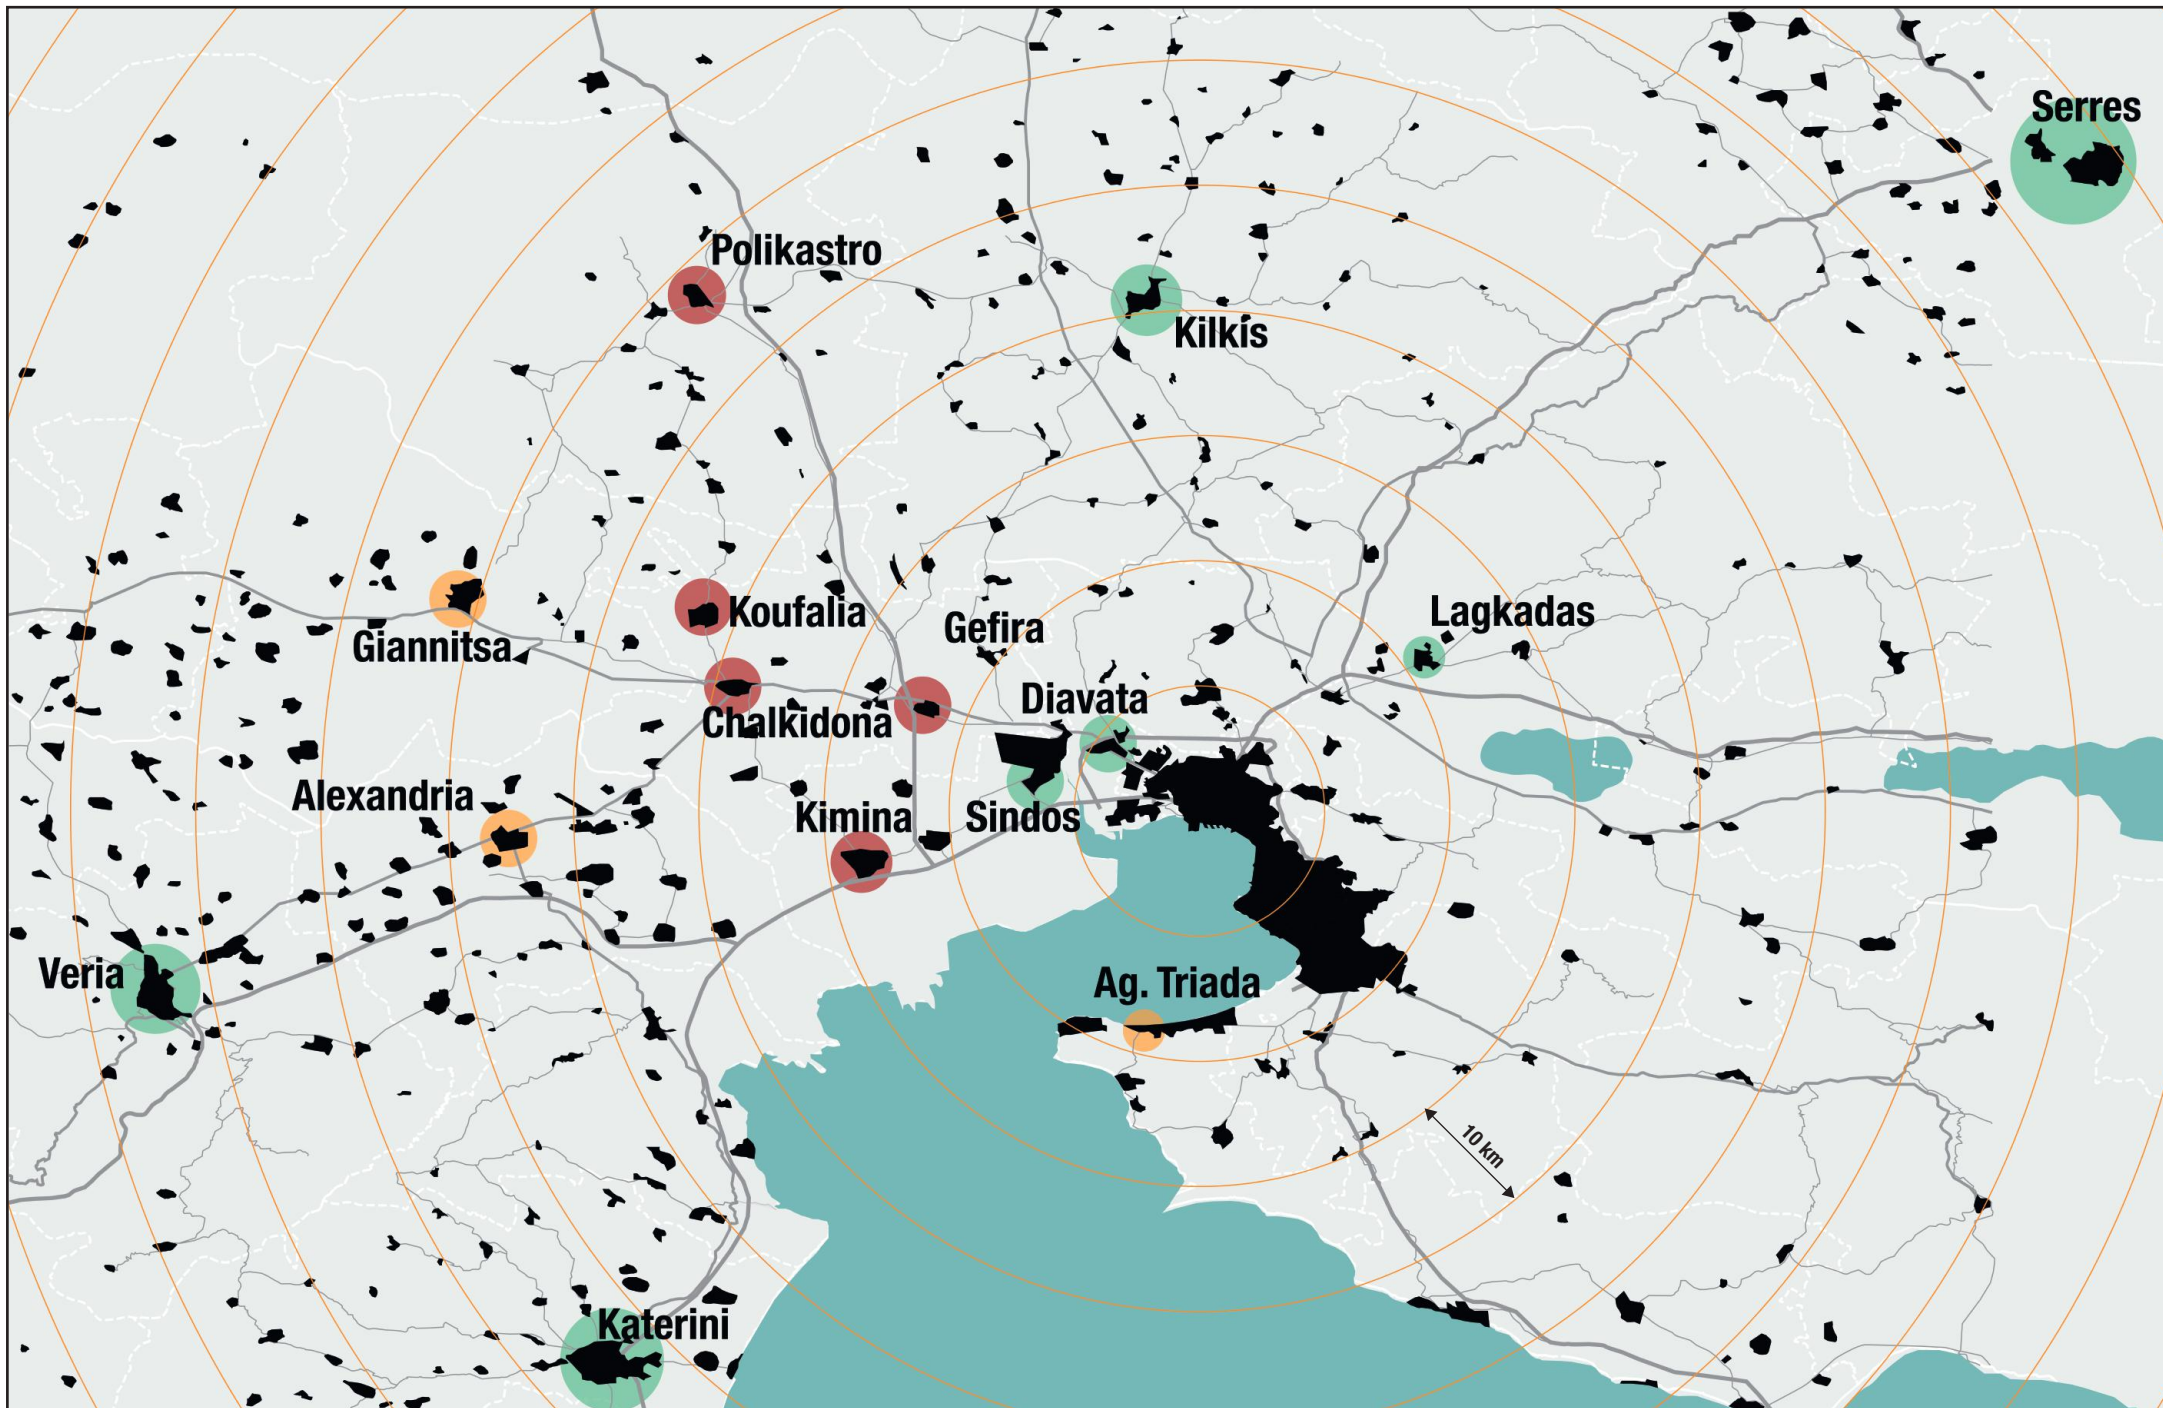 Serres
Polikastro
Kilkis
Koufalia
Lagkadas
Gefira
Giannitsa
Diavata
Chalkidona
Alexandria
Kimina
Sindos
Veria
Ag. Triada
10 km
Katerini